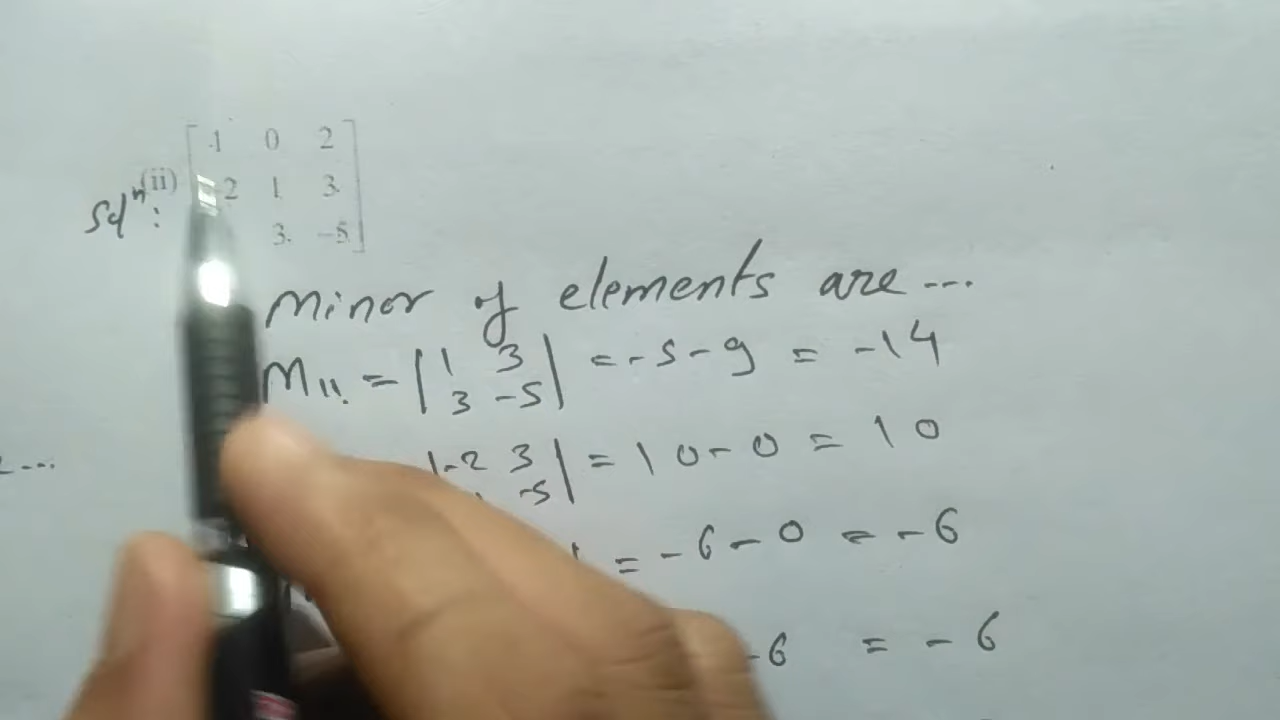 1 0 2
(ii) -2 1 3
Solⁿ:
3 -5
Minor of elements are...
M₁₁ = | 1 3 | = -5-9 = -14
3 -5
-2 3 | = 10-0 = 10
-5
= -6-0 = -6
-6 = -6